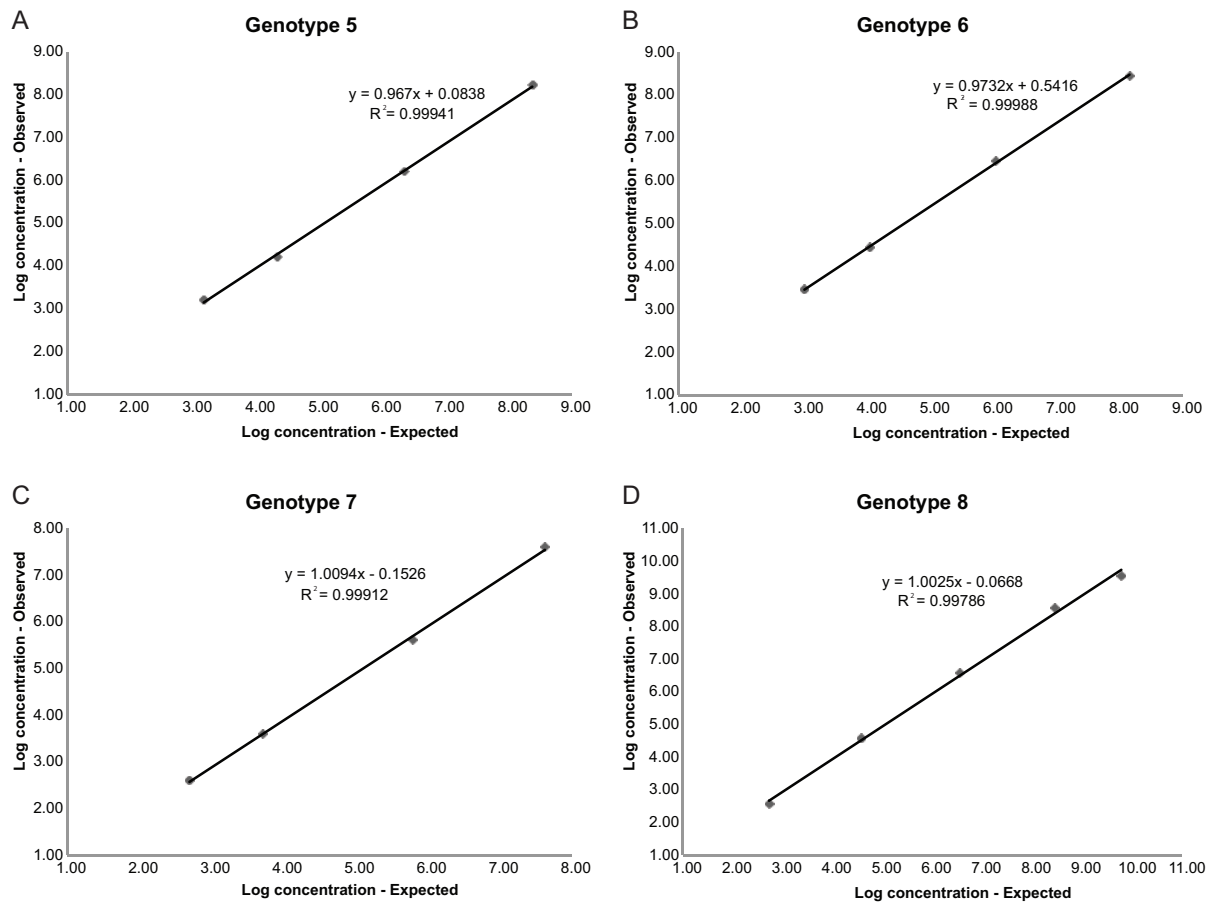 A
Genotype 5
9.00
8.00
7.00
6.00
5.00
4.00
3.00
2.00
1.00
Log concentration - Observed
y = 0.967x + 0.0838
R² = 0.99941
1.00 2.00 3.00 4.00 5.00 6.00 7.00 8.00 9.00
Log concentration - Expected
B
Genotype 6
9.00
8.00
7.00
6.00
5.00
4.00
3.00
2.00
1.00
Log concentration - Observed
y = 0.9732x + 0.5416
R² = 0.99988
1.00 2.00 3.00 4.00 5.00 6.00 7.00 8.00 9.00
Log concentration - Expected
C
Genotype 7
8.00
7.00
6.00
5.00
4.00
3.00
2.00
1.00
Log concentration - Observed
y = 1.0094x - 0.1526
R² = 0.99912
1.00 2.00 3.00 4.00 5.00 6.00 7.00 8.00
Log concentration - Expected
D
Genotype 8
11.00
10.00
9.00
8.00
7.00
6.00
5.00
4.00
3.00
2.00
1.00
Log concentration - Observed
y = 1.0025x - 0.0668
R² = 0.99786
1.00 2.00 3.00 4.00 5.00 6.00 7.00 8.00 9.00 10.00 11.00
Log concentration - Expected